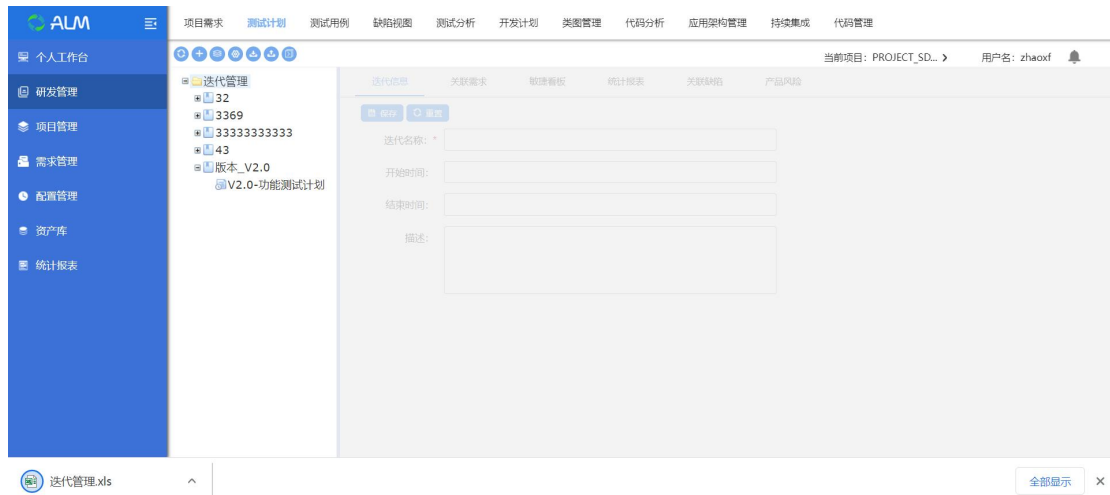 ALM
项目需求 测试计划 测试用例 缺陷视图 测试分析 开发计划 类图管理 代码分析 应用架构管理 持续集成 代码管理
个人工作台
当前项目: PROJECT_SD... 用户名: zhaoxf
研发管理
项目管理
需求管理
配置管理
资产库
统计报表
迭代管理
32
3369
33333333333
43
版本_V2.0
V2.0-功能测试计划
迭代信息 关联需求 敏捷看板 统计报表 关联缺陷 产品风险
保存 重置
迭代名称: *
开始时间:
结束时间:
描述:
迭代管理.xls
全部显示